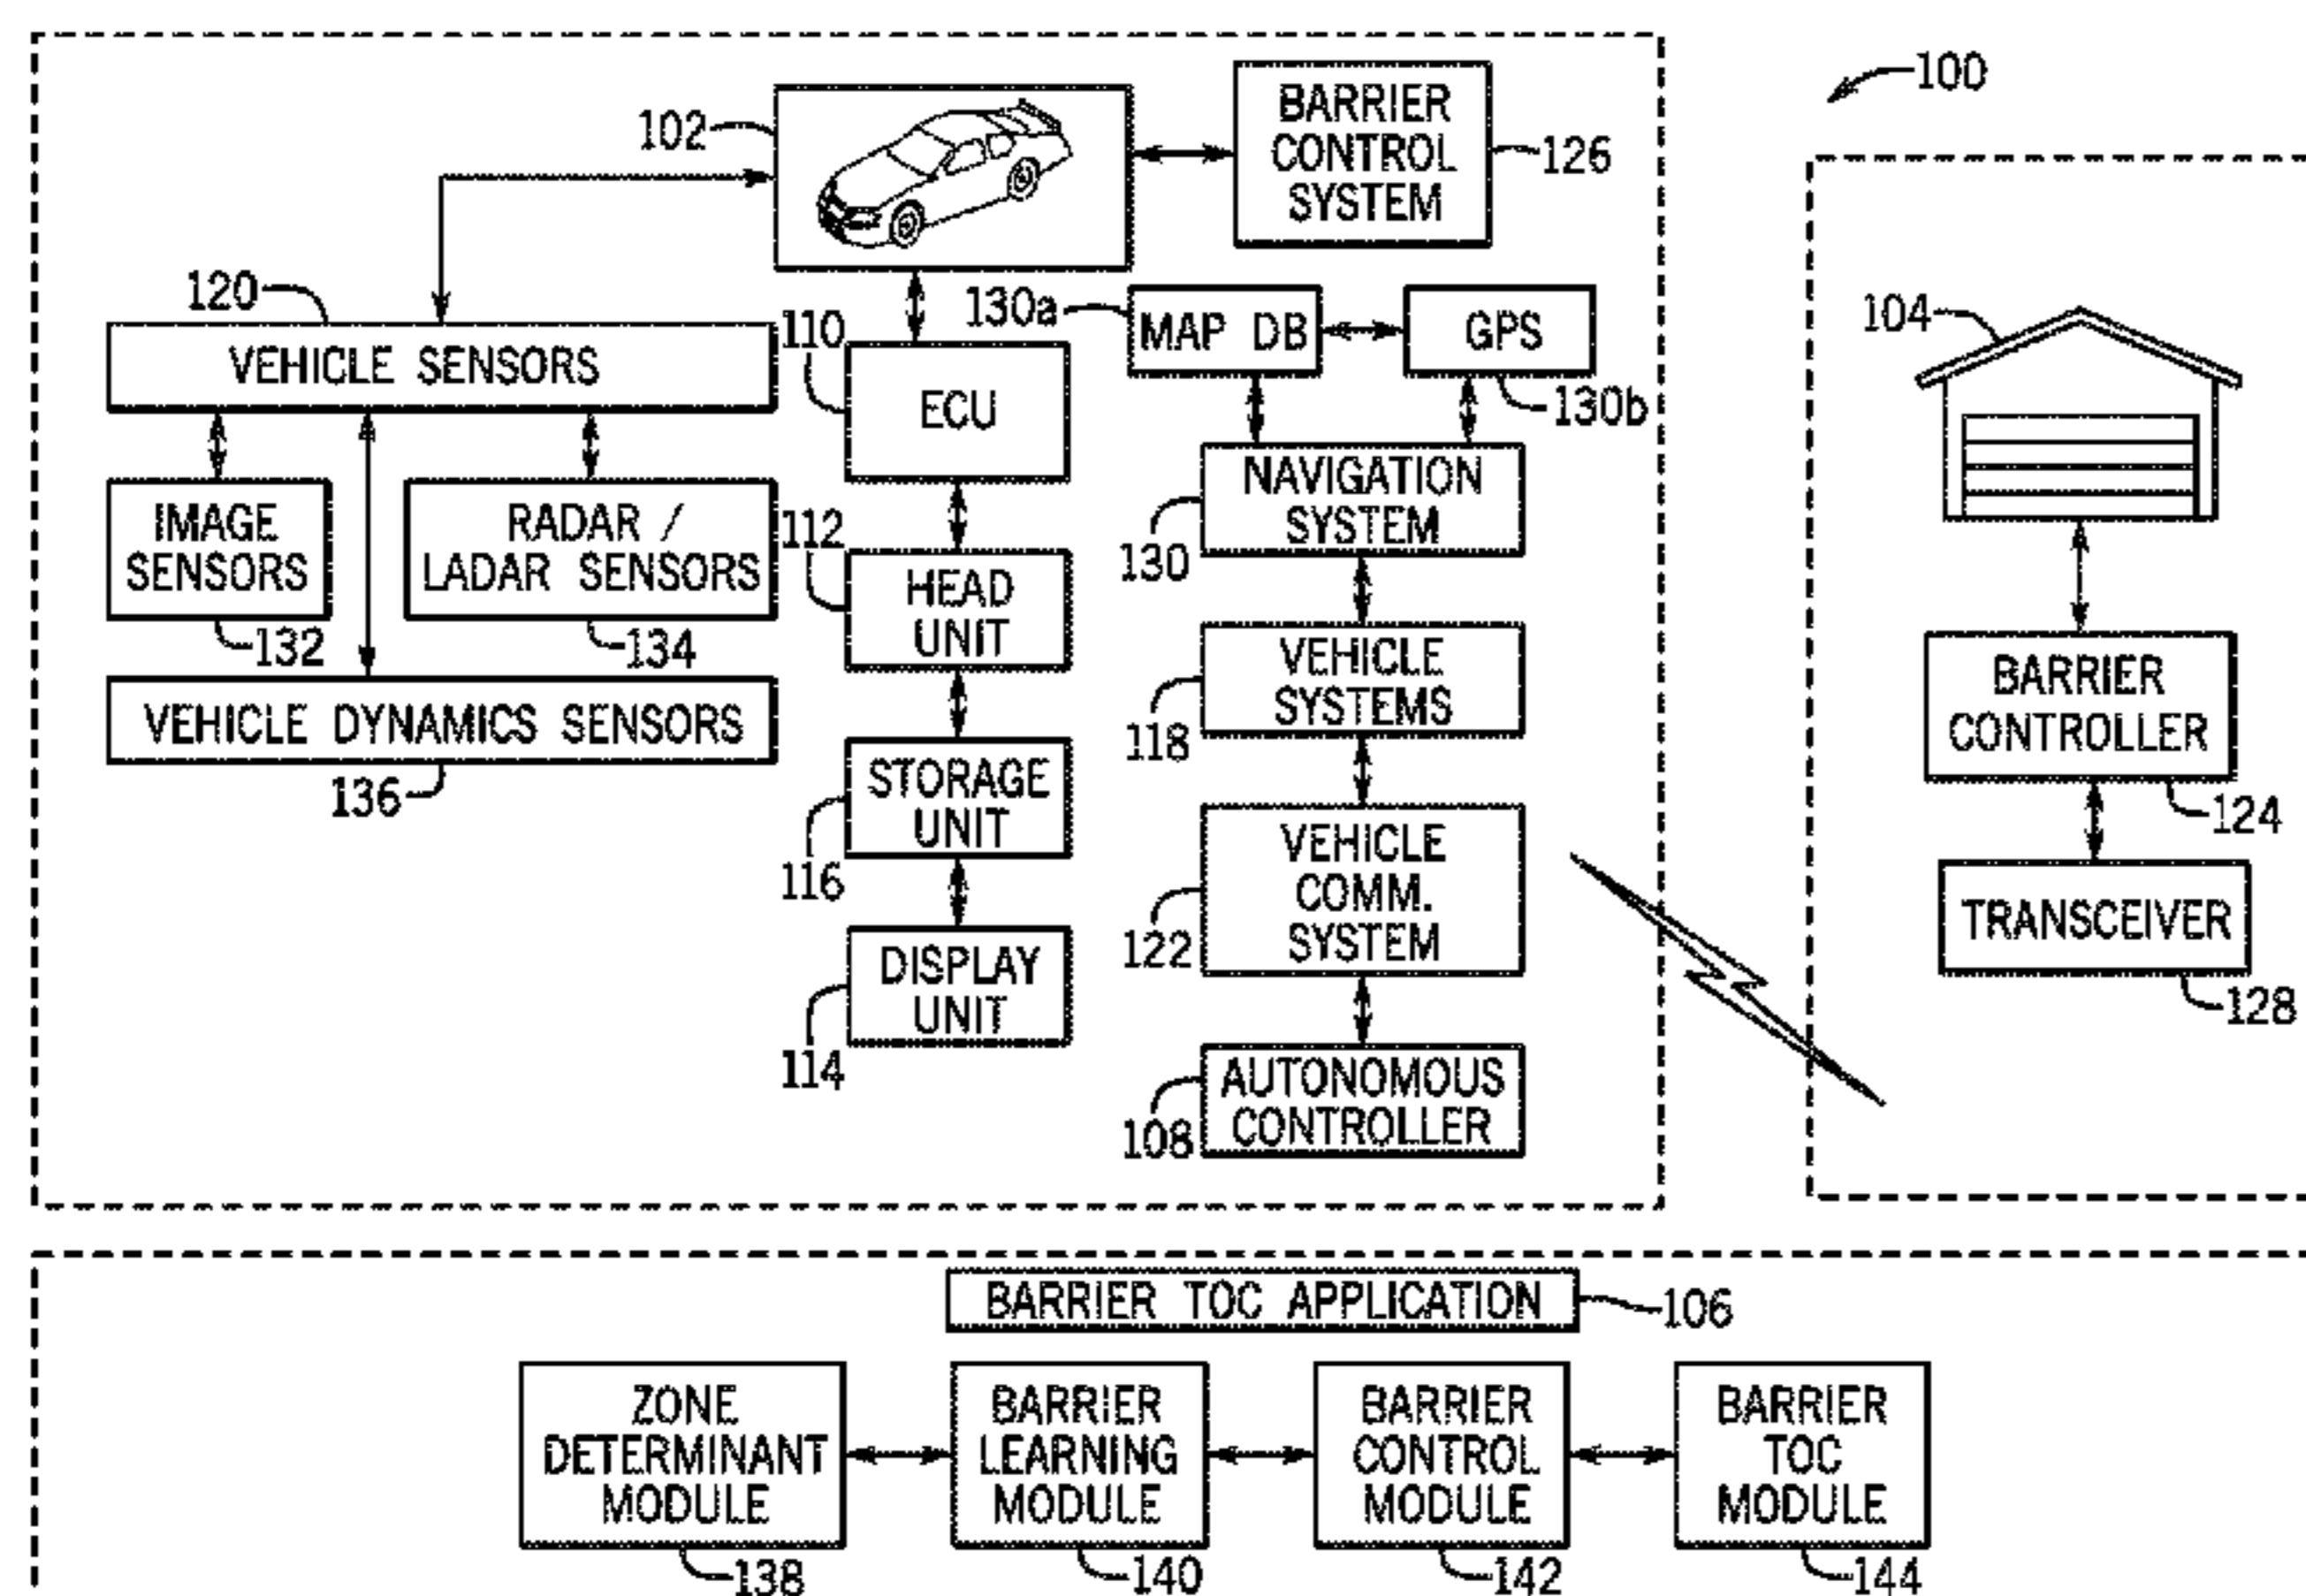 100
102
BARRIER
CONTROL
SYSTEM
126
120
VEHICLE SENSORS
110
ECU
130a
MAP DB
GPS
130b
104
IMAGE
SENSORS
132
RADAR /
LADAR SENSORS
134
112
HEAD
UNIT
NAVIGATION
SYSTEM
130
VEHICLE DYNAMICS SENSORS
136
VEHICLE
SYSTEMS
118
BARRIER
CONTROLLER
124
STORAGE
UNIT
116
VEHICLE
COMM.
SYSTEM
122
TRANSCEIVER
128
DISPLAY
UNIT
114
AUTONOMOUS
CONTROLLER
108
BARRIER TOC APPLICATION
106
ZONE
DETERMINANT
MODULE
138
BARRIER
LEARNING
MODULE
140
BARRIER
CONTROL
MODULE
142
BARRIER
TOC
MODULE
144